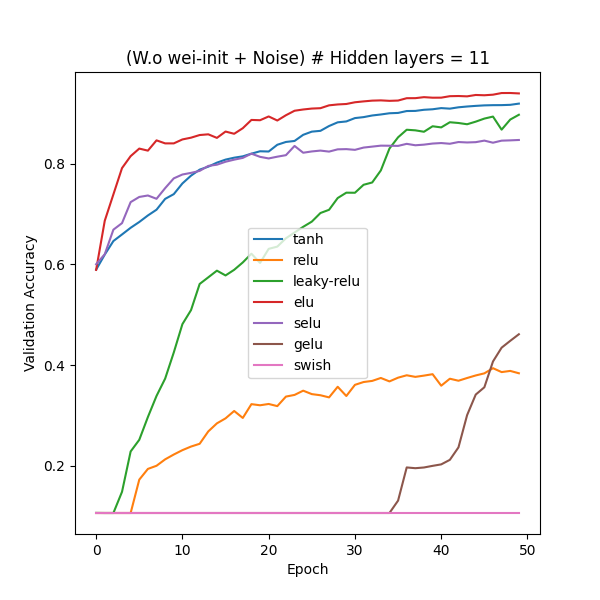 (W.o wei-init + Noise) # Hidden layers = 11
Validation Accuracy
0.8
0.6
0.4
0.2
tanh
relu
leaky-relu
elu
selu
gelu
swish
0 10 20 30 40 50
Epoch